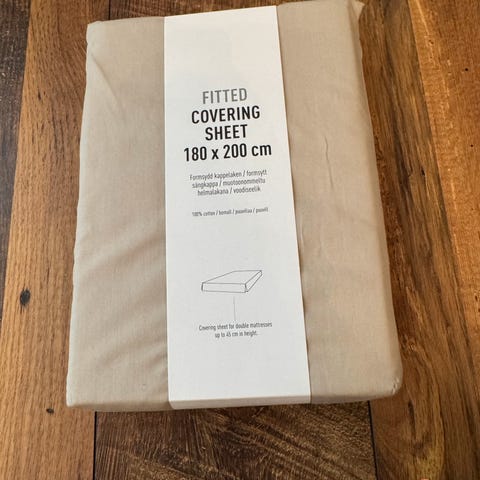 FITTED
COVERING
SHEET
180 x 200 cm
Formsydd kappelaken / formsytt
sängkappa / muotoonommeltu
helmalakana / voodiseelik
100% cotton / bomull / puuvillaa / puuvill
Covering sheet for double mattresses
up to 45 cm in height.